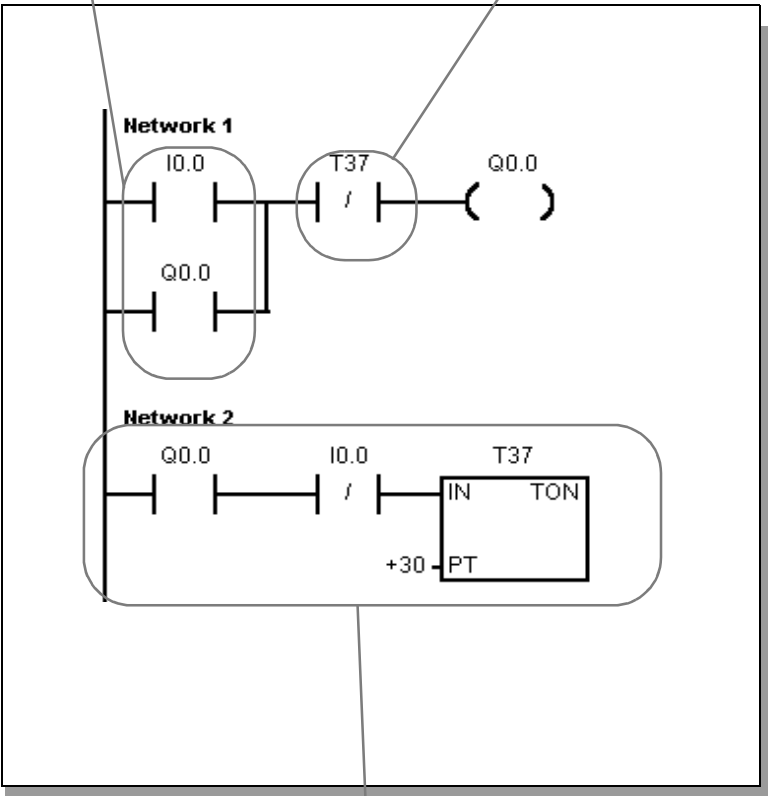 Network 1
I0.0 T37 Q0.0
/
Q0.0
Network 2
Q0.0 I0.0 T37
/ IN TON
+30 PT